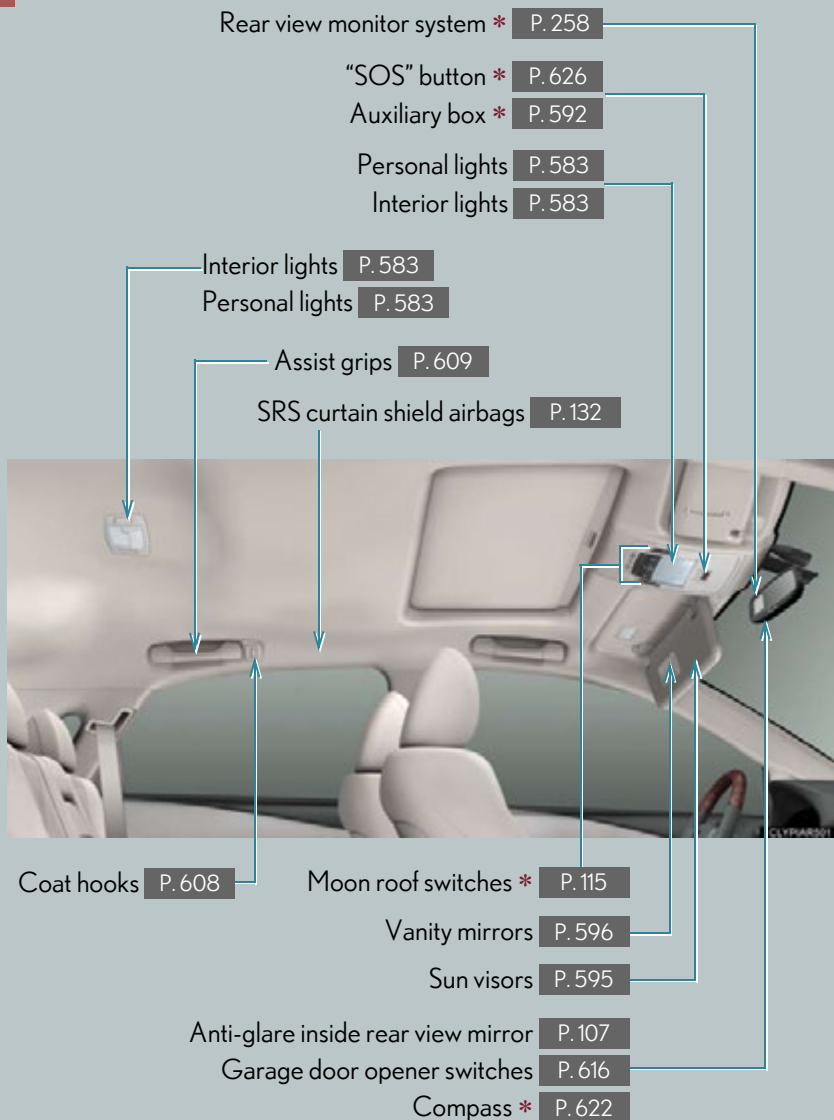 Rear view monitor system * P. 258
“SOS” button * P. 626
Auxiliary box * P. 592
Personal lights P. 583
Interior lights P. 583
Interior lights P. 583
Personal lights P. 583
Assist grips P. 609
SRS curtain shield airbags P. 132
CLYPIAR501
Coat hooks P. 608
Moon roof switches * P. 115
Vanity mirrors P. 596
Sun visors P. 595
Anti-glare inside rear view mirror P. 107
Garage door opener switches P. 616
Compass * P. 622